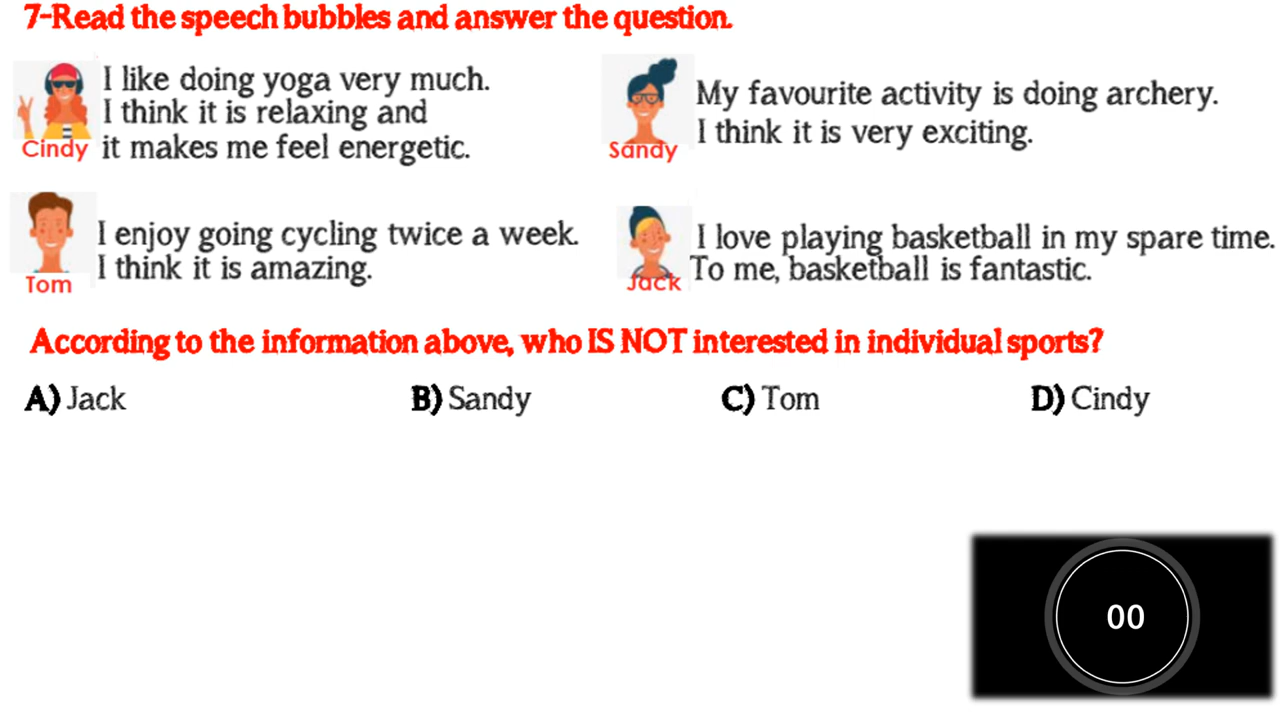 7-Read the speech bubbles and answer the question.
I like doing yoga very much.
I think it is relaxing and
it makes me feel energetic.
Cindy
My favourite activity is doing archery.
I think it is very exciting.
Sandy
I enjoy going cycling twice a week.
I think it is amazing.
Tom
I love playing basketball in my spare time.
To me, basketball is fantastic.
Jack
According to the information above, who IS NOT interested in individual sports?
A) Jack B) Sandy C) Tom D) Cindy
00